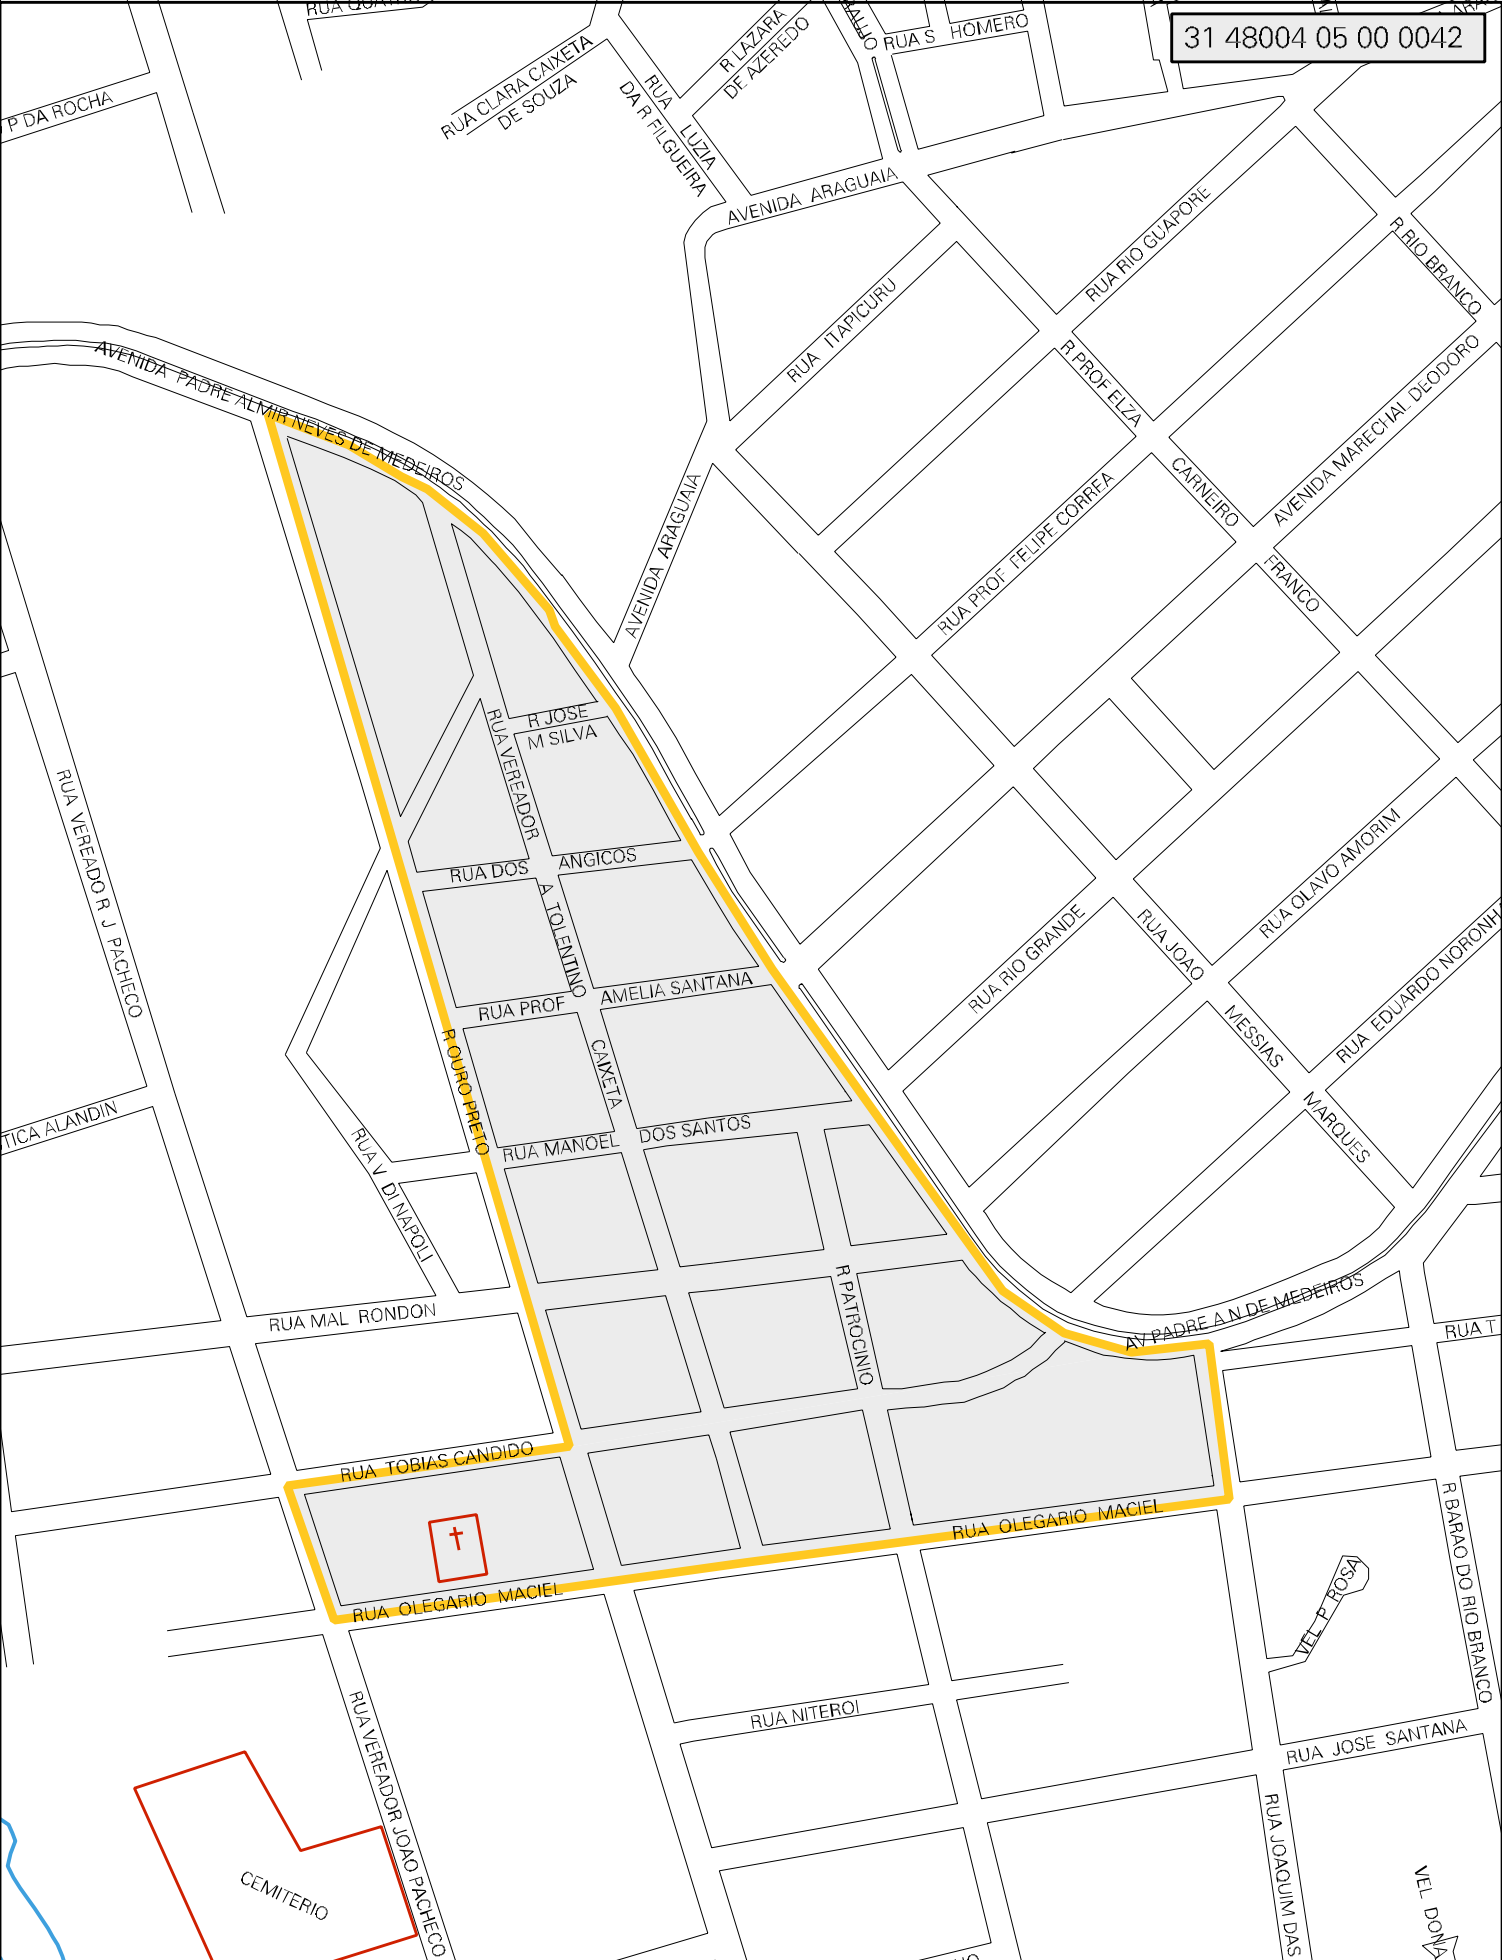 31 48004 05 00 0042
RUA S HOMERO
R LAZARA
DE AZEREDO
RUA CLARA CAIXETA
DE SOUZA
RUA LUZIA
DA R FILGUEIRA
P DA ROCHA
AVENIDA ARAGUAIA
RUA RIO GUAPORE
R RIO BRANCO
RUA ITAPICURU
R PROF ELZA
CARNEIRO
FRANCO
AVENIDA MARECHAL DEODORO
AVENIDA PADRE ALMIR NEVES DE MEDEIROS
AVENIDA ARAGUAIA
RUA PROF FELIPE CORREA
R JOSE
M SILVA
RUA VEREADOR
A TOLENTINO
CAIXETA
RUA VEREADOR J PACHECO
RUA DOS ANGICOS
RUA OLAVO AMORIM
RUA RIO GRANDE
RUA JOAO
MESSIAS
MARQUES
RUA EDUARDO NORONH
RUA PROF AMELIA SANTANA
R OURO PRETO
TICA ALANDIN
RUA MANOEL DOS SANTOS
RUA V DI NAPOLI
R PATROCINIO
RUA MAL RONDON
AV PADRE A N DE MEDEIROS
RUA T
RUA TOBIAS CANDIDO
RUA OLEGARIO MACIEL
RUA OLEGARIO MACIEL
R BARAO DO RIO BRANCO
VEL P ROSA
RUA NITEROI
RUA JOSE SANTANA
RUA VEREADOR JOAO PACHECO
RUA JOAQUIM DAS
CEMITERIO
VEL DONA